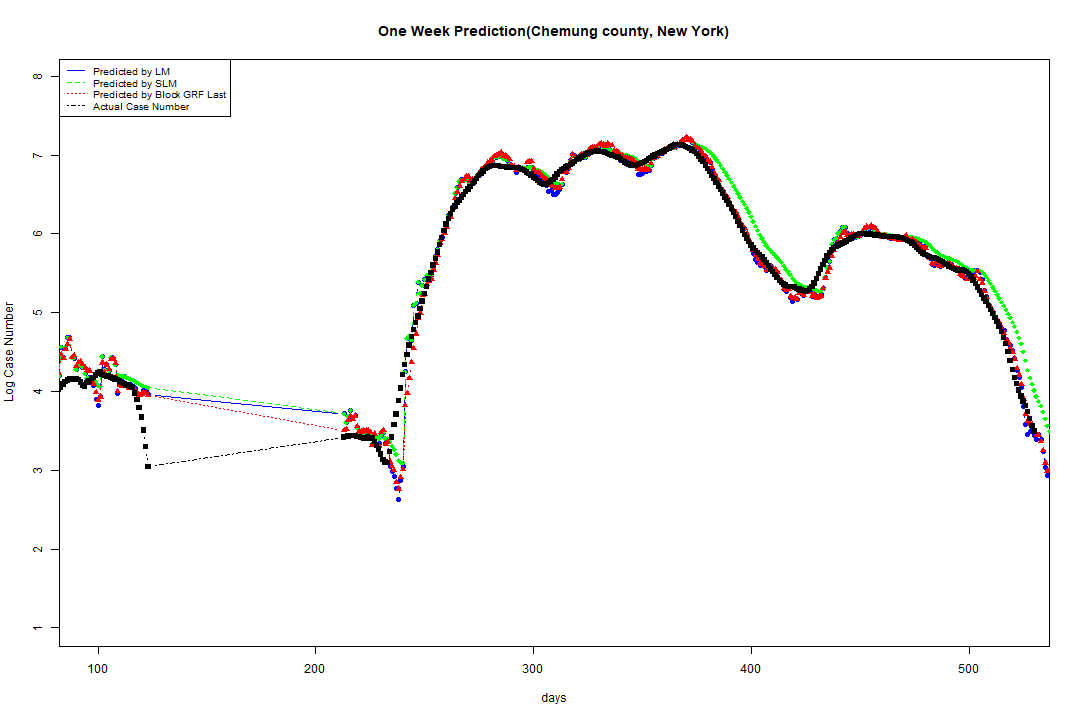 One Week Prediction(Chemung county, New York)
Predicted by LM
Predicted by SLM
Predicted by Block GRF Last
Actual Case Number
8
7
6
5
4
3
2
1
Log Case Number
100 200 300 400 500
days